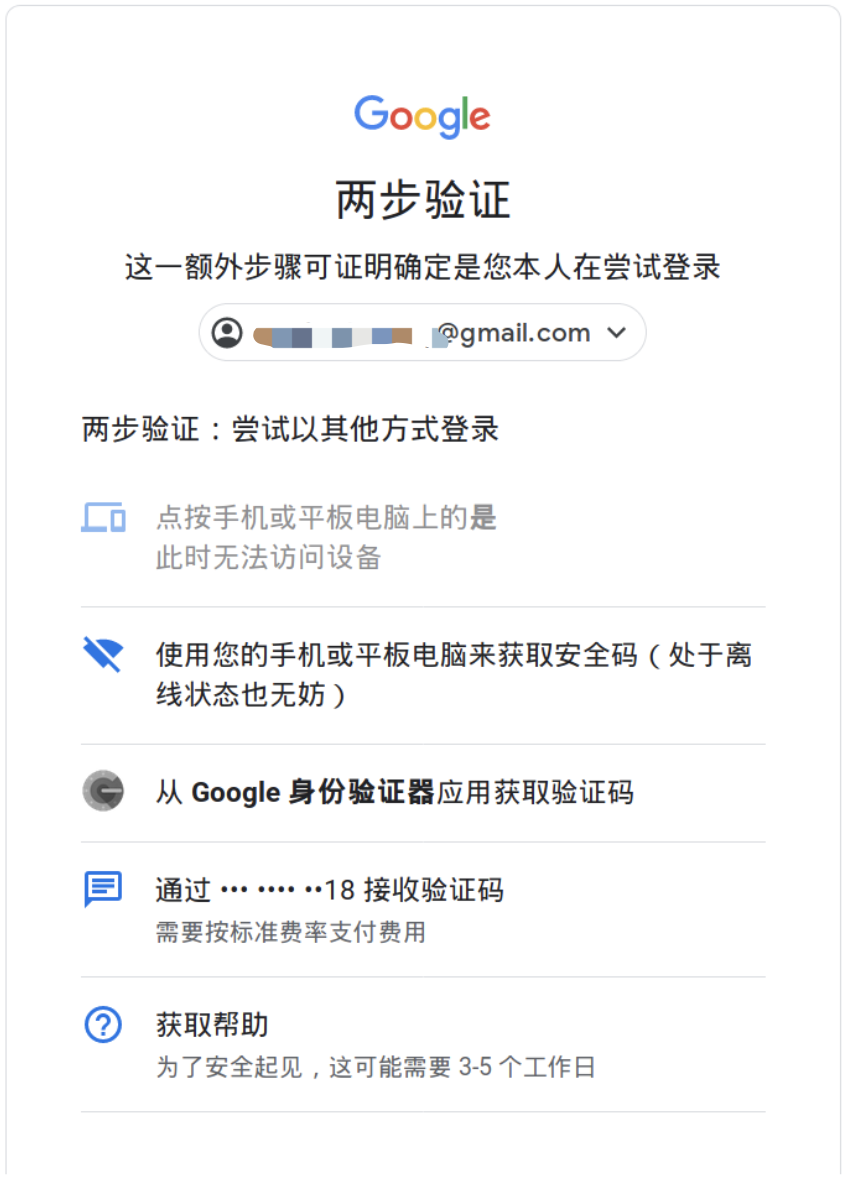 Google
两步验证
这一额外步骤可证明确定是您本人在尝试登录
@gmail.com
两步验证：尝试以其他方式登录
点按手机或平板电脑上的是
此时无法访问设备
使用您的手机或平板电脑来获取安全码（处于离
线状态也无妨）
从 Google 身份验证器应用获取验证码
通过 ••• •••• ••18 接收验证码
需要按标准费率支付费用
获取帮助
为了安全起见，这可能需要 3-5 个工作日